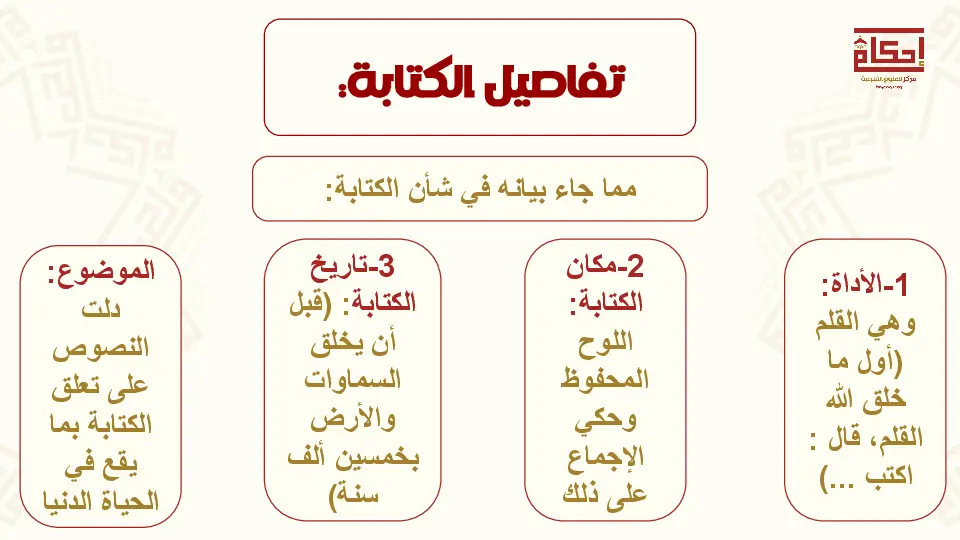 إحكام
مركز للعلوم الشرعية
تفاصيل الكتابة:
مما جاء بيانه في شأن الكتابة:
1-الأداة:
وهي القلم
(أول ما
خلق الله
القلم، قال :
اكتب ...)
2-مكان
الكتابة:
اللوح
المحفوظ
وحكي
الإجماع
على ذلك
3-تاريخ
الكتابة: (قبل
أن يخلق
السماوات
والأرض
بخمسين ألف
سنة)
الموضوع:
دلت
النصوص
على تعلق
الكتابة بما
يقع في
الحياة الدنيا